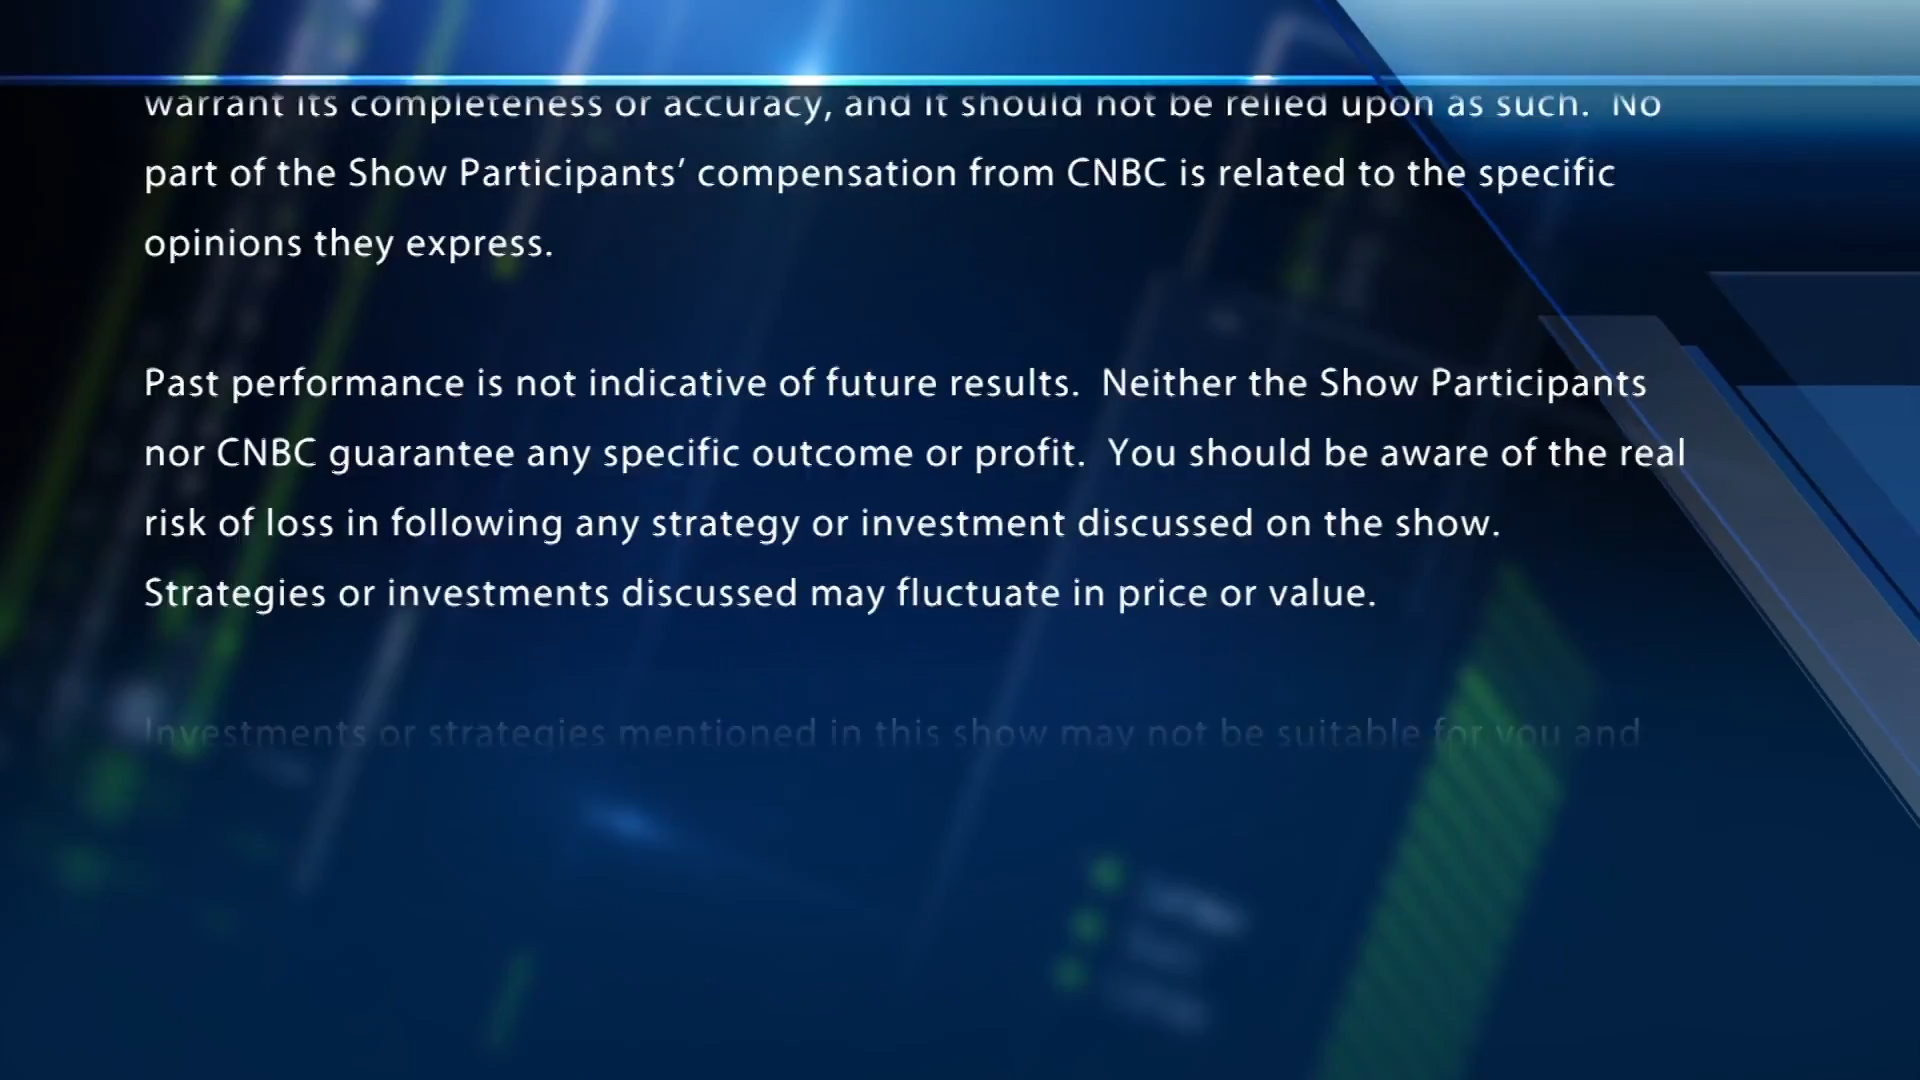 warrant its completeness or accuracy, and it should not be relied upon as such.  No
part of the Show Participants’ compensation from CNBC is related to the specific
opinions they express.
Past performance is not indicative of future results.  Neither the Show Participants
nor CNBC guarantee any specific outcome or profit.  You should be aware of the real
risk of loss in following any strategy or investment discussed on the show.
Strategies or investments discussed may fluctuate in price or value.
Investments or strategies mentioned in this show may not be suitable for you and